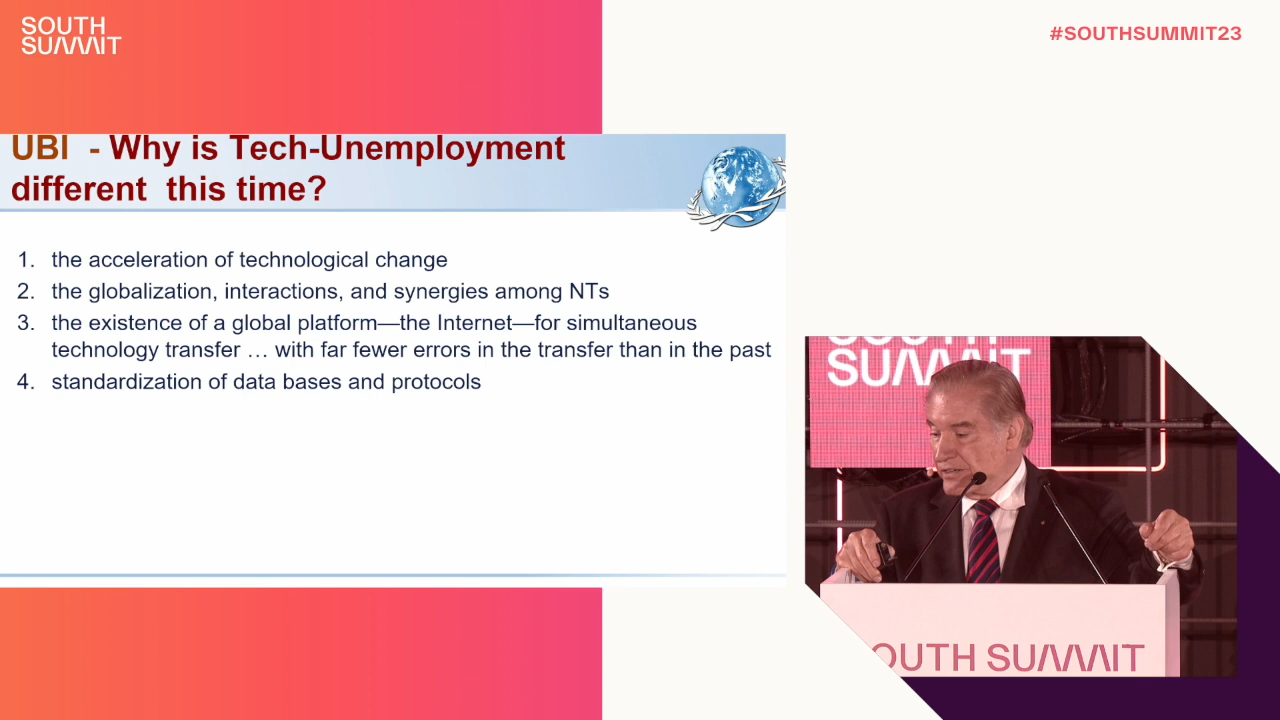 SOUTH
SUMMIT
#SOUTHSUMMIT23
UBI - Why is Tech-Unemployment
different this time?
1. the acceleration of technological change
2. the globalization, interactions, and synergies among NTs
3. the existence of a global platform—the Internet—for simultaneous
technology transfer … with far fewer errors in the transfer than in the past
4. standardization of data bases and protocols
SOUTH
SUMMIT
OUTH SUMMIT